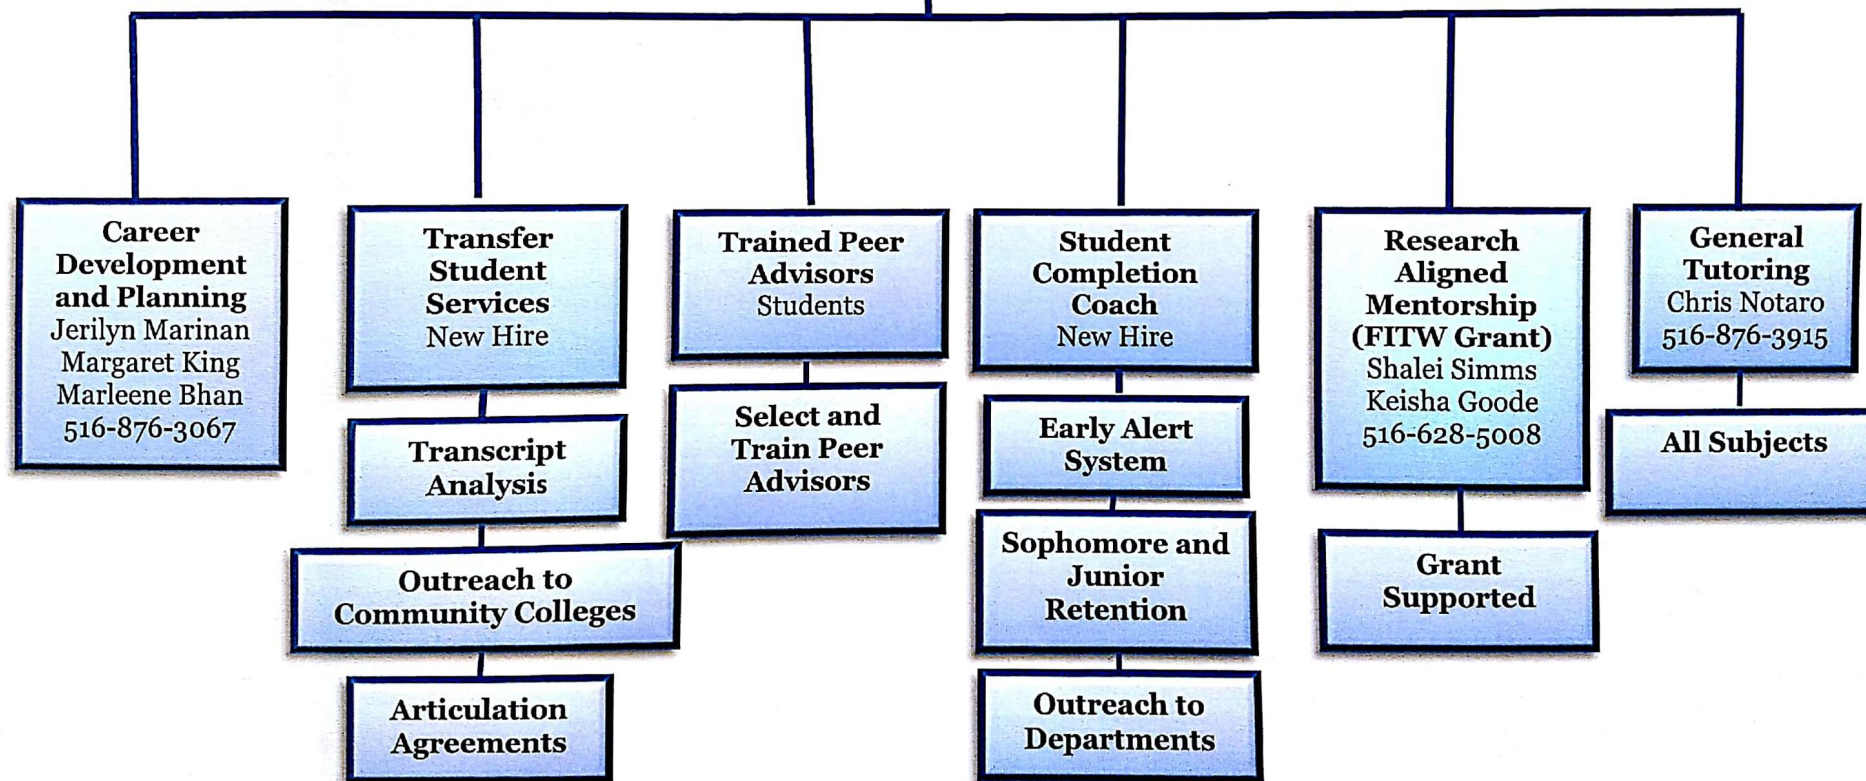 Career
Development
and Planning
Jerilyn Marinan
Margaret King
Marleene Bhan
516-876-3067
Transfer
Student
Services
New Hire
Transcript
Analysis
Outreach to
Community Colleges
Articulation
Agreements
Trained Peer
Advisors
Students
Select and
Train Peer
Advisors
Student
Completion
Coach
New Hire
Early Alert
System
Sophomore and
Junior
Retention
Outreach to
Departments
Research
Aligned
Mentorship
(FITW Grant)
Shalei Simms
Keisha Goode
516-628-5008
Grant
Supported
General
Tutoring
Chris Notaro
516-876-3915
All Subjects